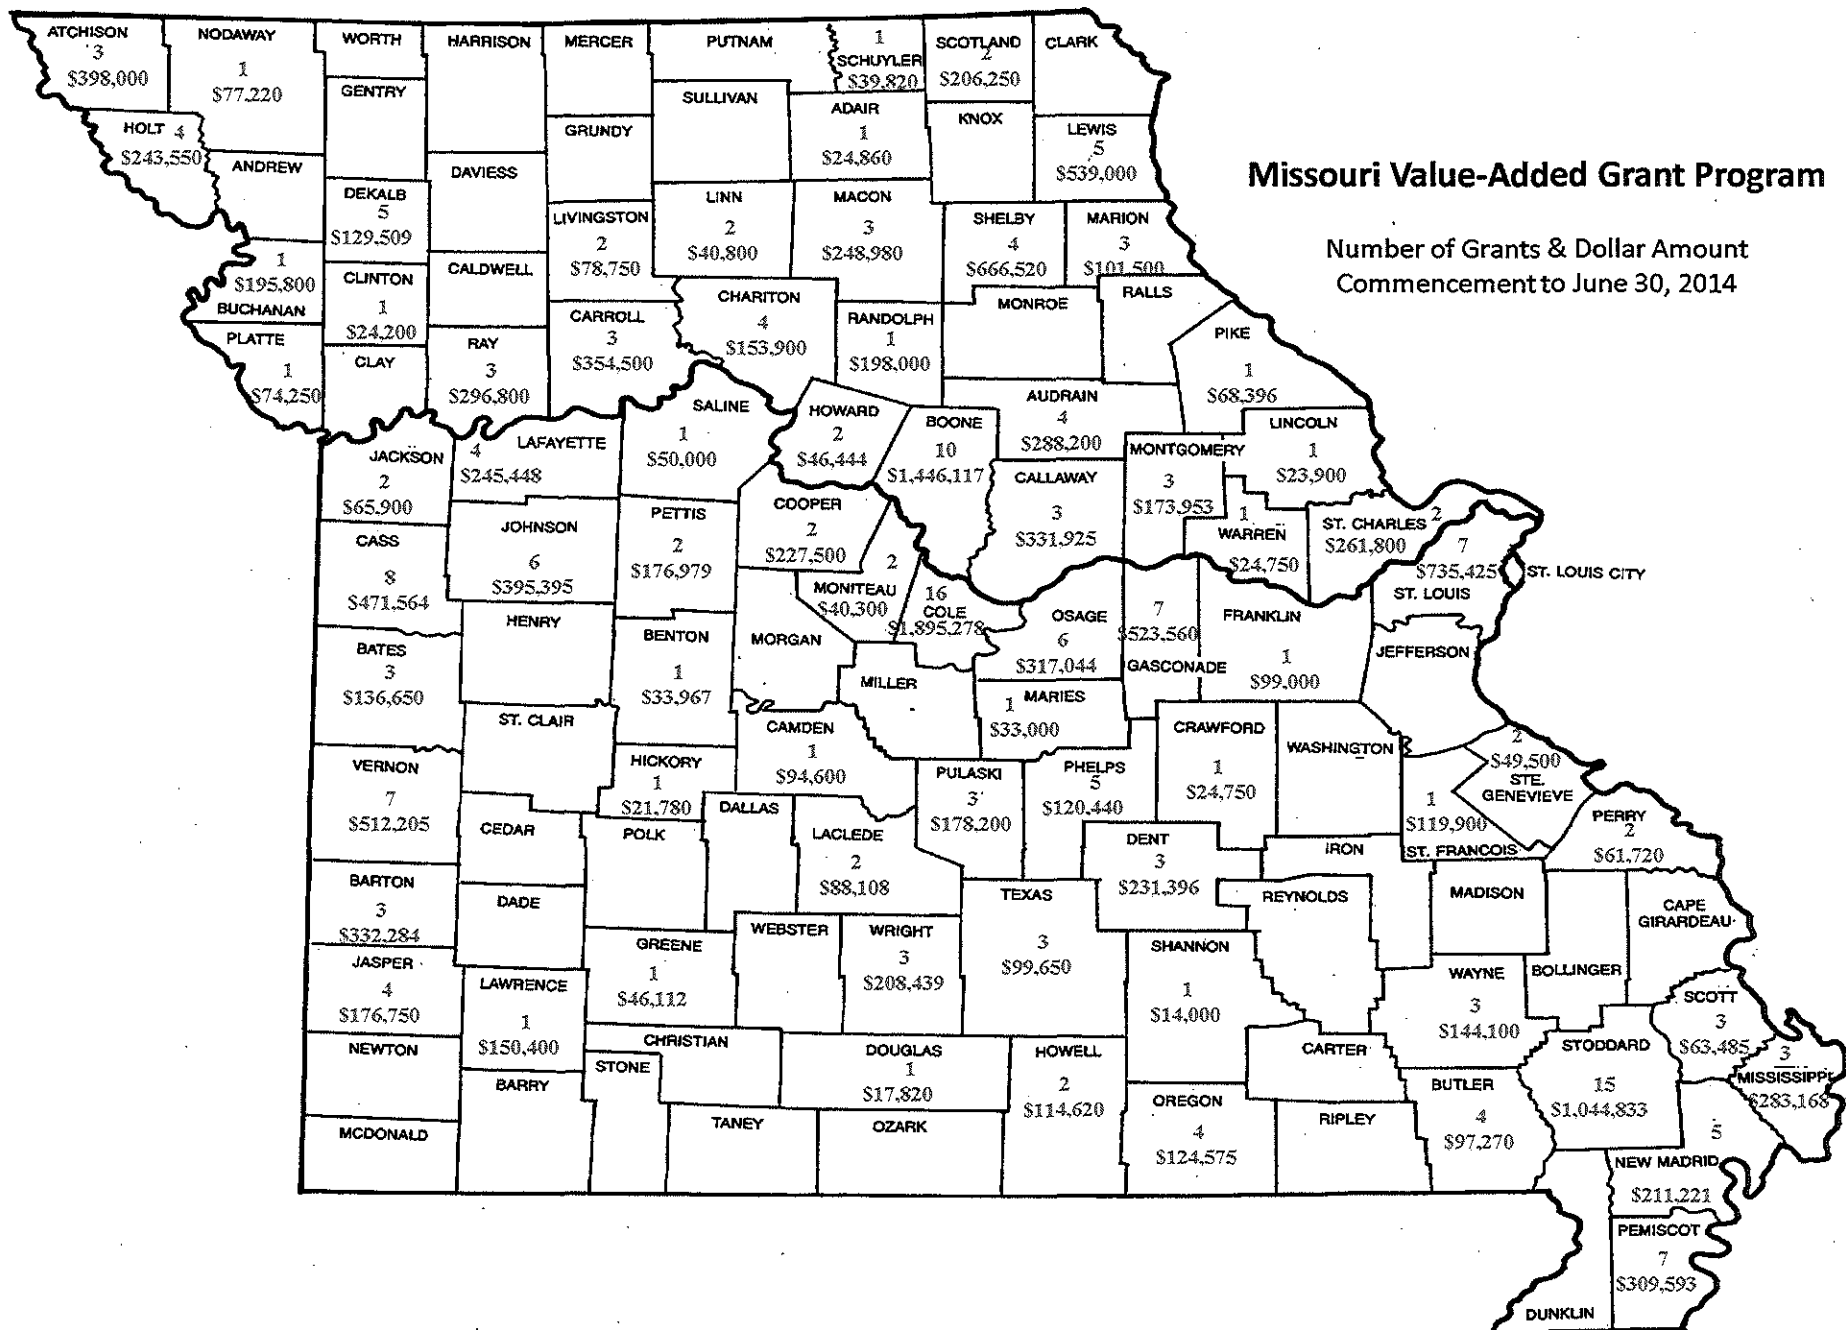 Missouri Value-Added Grant Program
Number of Grants & Dollar Amount
Commencement to June 30, 2014
ATCHISON
3
$398,000
NODAWAY
1
$77,220
WORTH
HARRISON
MERCER
PUTNAM
1
SCHUYLER
$39,820
SCOTLAND
2
$206,250
CLARK
GENTRY
SULLIVAN
ADAIR
1
$24,860
KNOX
LEWIS
5
$539,000
HOLT 4
$243,550
ANDREW
GRUNDY
DAVIESS
DEKALB
5
$129,509
LIVINGSTON
2
$78,750
LINN
2
$40,800
MACON
3
$248,980
SHELBY
4
$666,520
MARION
3
$101,500
1
$195,800
BUCHANAN
CLINTON
1
$24,200
CALDWELL
CHARITON
4
$153,900
MONROE
RALLS
PLATTE
1
$74,250
CLAY
RAY
3
$296,800
CARROLL
3
$354,500
RANDOLPH
1
$198,000
PIKE
1
$68,396
JACKSON
2
$65,900
4
LAFAYETTE
$245,448
SALINE
1
$50,000
HOWARD
2
$46,444
BOONE
10
$1,446,117
AUDRAIN
4
$288,200
MONTGOMERY
3
$173,953
LINCOLN
1
$23,900
CALLAWAY
3
$331,925
1
WARREN
$24,750
ST. CHARLES 2
$261,800
7
$735,425
ST. LOUIS
ST. LOUIS CITY
CASS
8
$471,564
JOHNSON
6
$395,395
PETTIS
2
$176,979
COOPER
2
$227,500
2
MONITEAU
$40,300
16
COLE
$1,895,278
OSAGE
6
$317,044
7
$523,560
GASCONADE
FRANKLIN
1
$99,000
JEFFERSON
BATES
3
$136,650
HENRY
BENTON
1
$33,967
MORGAN
MILLER
MARIES
1
$33,000
ST. CLAIR
CAMDEN
1
$94,600
CRAWFORD
1
$24,750
WASHINGTON
2
$49,500
STE.
GENEVIEVE
VERNON
7
$512,205
HICKORY
1
$21,780
PULASKI
3
$178,200
PHELPS
5
$120,440
1
$119,900
ST. FRANCOIS
PERRY
2
$61,720
CEDAR
POLK
DALLAS
LACLEDE
2
$88,108
DENT
3
$231,396
IRON
BARTON
3
$332,284
DADE
TEXAS
3
$99,650
REYNOLDS
MADISON
CAPE
GIRARDEAU
GREENE
1
$46,112
WEBSTER
WRIGHT
3
$208,439
SHANNON
1
$14,000
WAYNE
3
$144,100
BOLLINGER
JASPER
4
$176,750
LAWRENCE
1
$150,400
SCOTT
3
$63,485
NEWTON
CHRISTIAN
STONE
DOUGLAS
1
$17,820
HOWELL
2
$114,620
CARTER
STODDARD
15
$1,044,833
3
MISSISSIPPI
$283,168
BARRY
OREGON
4
$124,575
BUTLER
4
$97,270
MCDONALD
TANEY
OZARK
RIPLEY
5
NEW MADRID
$211,221
PEMISCOT
7
$309,593
DUNKLIN